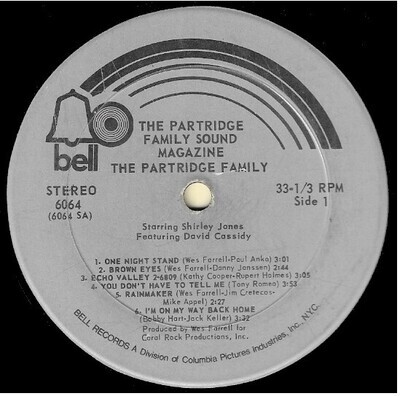 bell
THE PARTRIDGE
FAMILY SOUND
MAGAZINE
THE PARTRIDGE FAMILY
STEREO
6064
(6064 SA)
33-1/3 RPM
Side 1
Starring Shirley Jones
Featuring David Cassidy
1. ONE NIGHT STAND (Wes Farrell-Paul Anka) 3:01
2. BROWN EYES (Wes Farrell-Danny Janssen) 2:44
3. ECHO VALLEY 2-6809 (Kathy Cooper-Rupert Holmes) 3:05
4. YOU DON'T HAVE TO TELL ME (Tony Romeo) 3:53
5. RAINMAKER (Wes Farrell-Jim Cretecos-
Mike Appel) 2:27
6. I'M ON MY WAY BACK HOME
(Bobby Hart-Jack Keller) 3:32
Produced by Wes Farrell for
Coral Rock Productions, Inc.
BELL RECORDS A Division of Columbia Pictures Industries, Inc., N.Y.C.